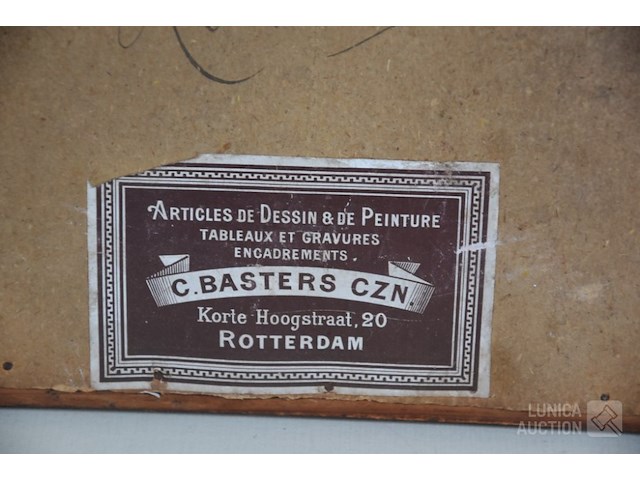 ARTICLES DE DESSIN & DE PEINTURE
TABLEAUX ET GRAVURES
ENCADREMENTS.
C. BASTERS CZN.
Korte Hoogstraat, 20
ROTTERDAM
LUNICA
AUCTION